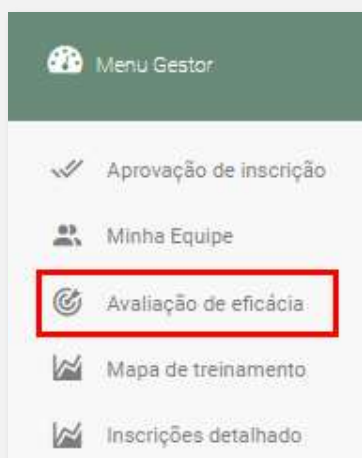 Menu Gestor
Aprovação de inscrição
Minha Equipe
Avaliação de eficácia
Mapa de treinamento
Inscrições detalhado